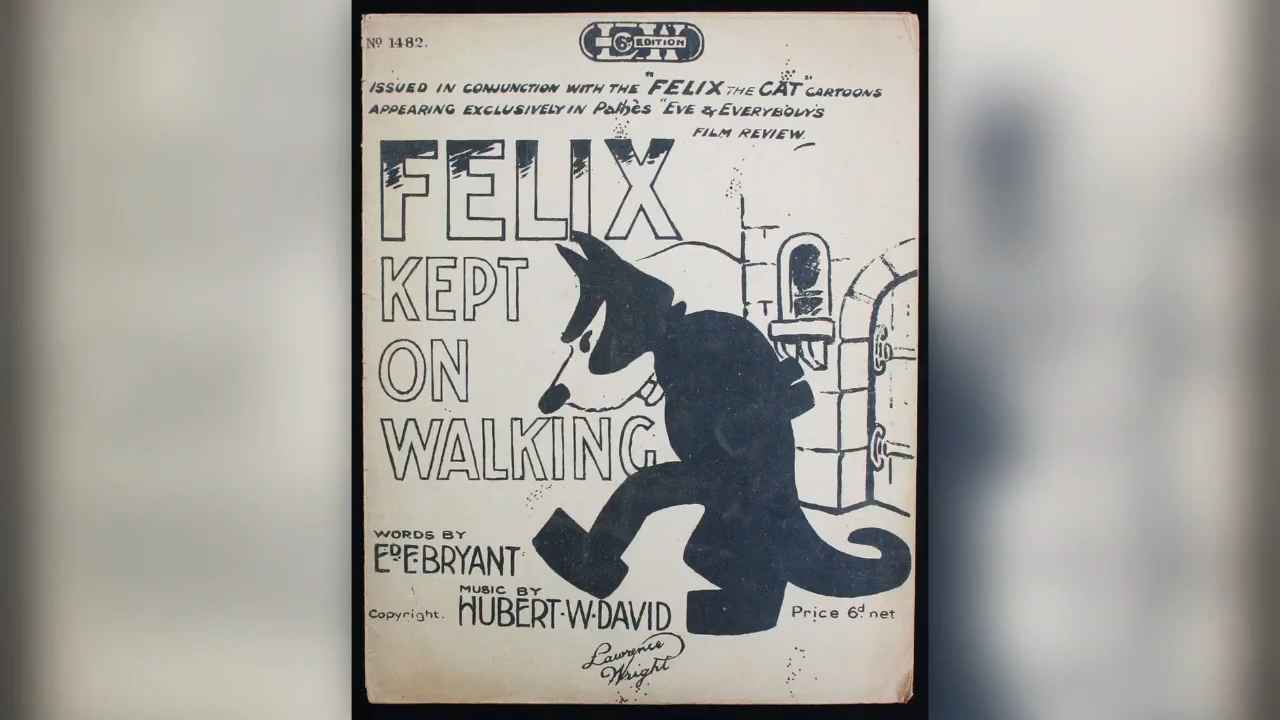 Nº 1482.
LW 6ᴰ EDITION
ISSUED IN CONJUNCTION WITH THE "FELIX THE CAT" CARTOONS
APPEARING EXCLUSIVELY IN Pathès "EVE & EVERYBODY'S
FILM REVIEW.
FELIX
KEPT
ON
WALKING
WORDS BY
Eᴰ. E. BRYANT
MUSIC BY
Copyright. HUBERT·W·DAVID
Price 6ᵈ. net
Lawrence
Wright